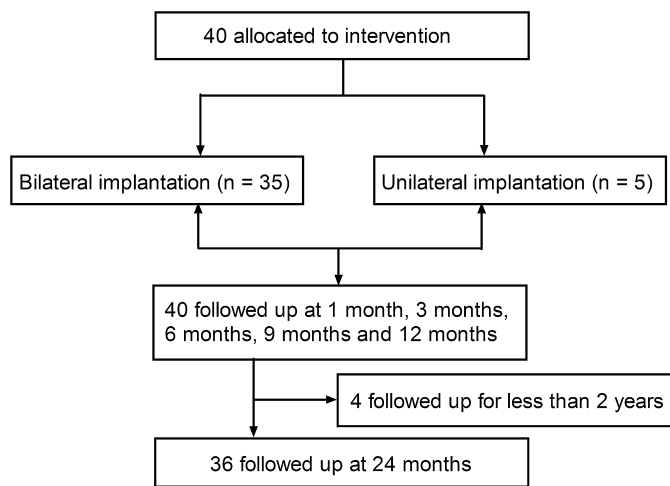 40 allocated to intervention
Bilateral implantation (n = 35)
Unilateral implantation (n = 5)
40 followed up at 1 month, 3 months,
6 months, 9 months and 12 months
4 followed up for less than 2 years
36 followed up at 24 months